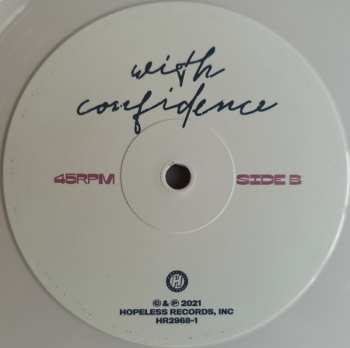 with
confidence
45RPM SIDE B
© & ℗ 2021
HOPELESS RECORDS, INC
HR2968-1